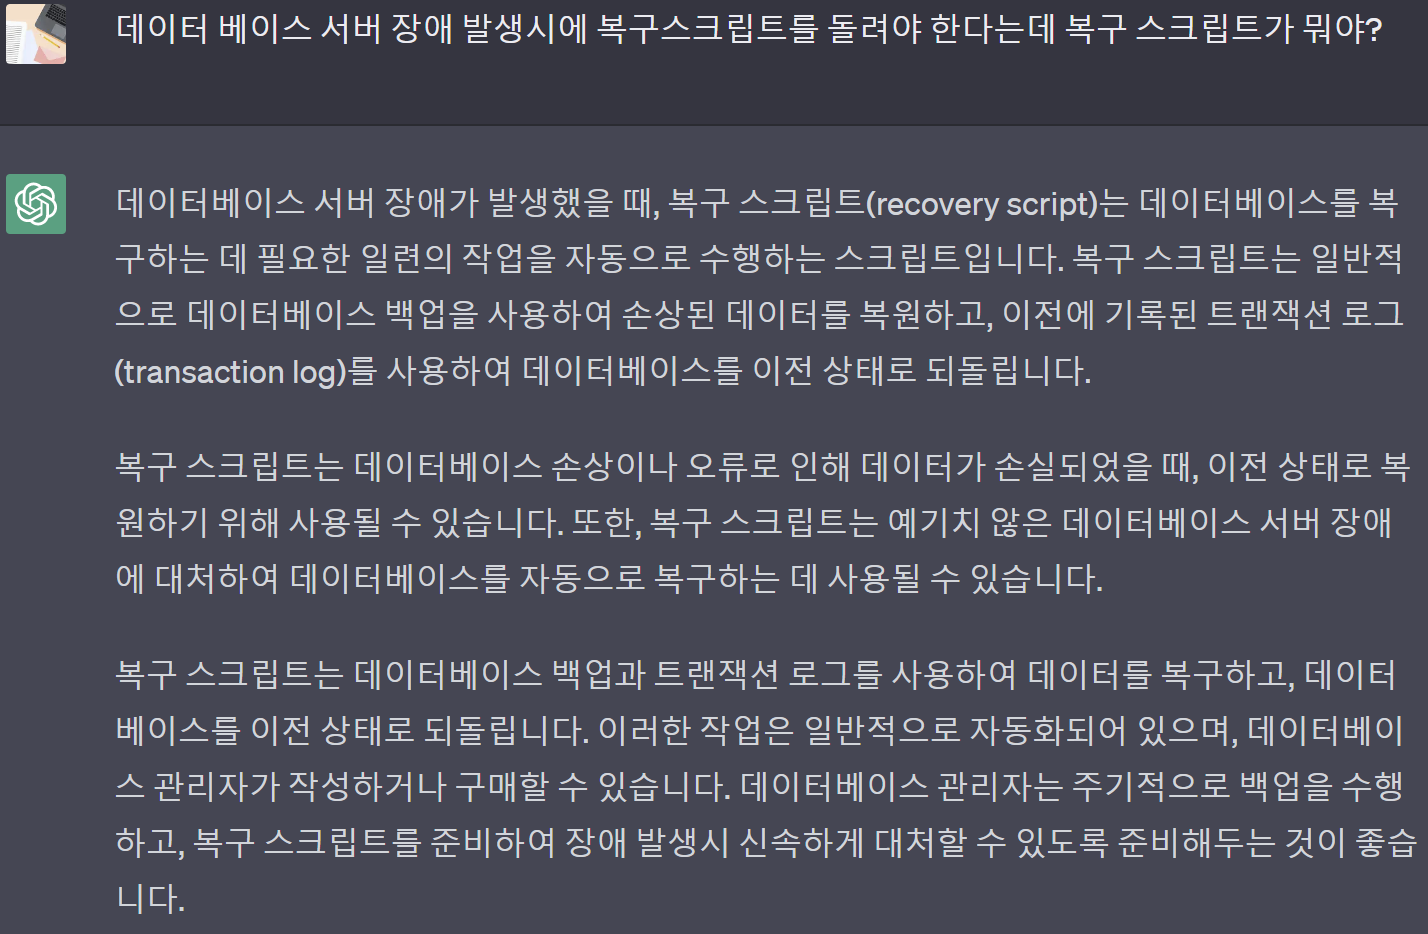 데이터 베이스 서버 장애 발생시에 복구스크립트를 돌려야 한다는데 복구 스크립트가 뭐야?
데이터베이스 서버 장애가 발생했을 때, 복구 스크립트(recovery script)는 데이터베이스를 복
구하는 데 필요한 일련의 작업을 자동으로 수행하는 스크립트입니다. 복구 스크립트는 일반적
으로 데이터베이스 백업을 사용하여 손상된 데이터를 복원하고, 이전에 기록된 트랜잭션 로그
(transaction log)를 사용하여 데이터베이스를 이전 상태로 되돌립니다.
복구 스크립트는 데이터베이스 손상이나 오류로 인해 데이터가 손실되었을 때, 이전 상태로 복
원하기 위해 사용될 수 있습니다. 또한, 복구 스크립트는 예기치 않은 데이터베이스 서버 장애
에 대처하여 데이터베이스를 자동으로 복구하는 데 사용될 수 있습니다.
복구 스크립트는 데이터베이스 백업과 트랜잭션 로그를 사용하여 데이터를 복구하고, 데이터
베이스를 이전 상태로 되돌립니다. 이러한 작업은 일반적으로 자동화되어 있으며, 데이터베이
스 관리자가 작성하거나 구매할 수 있습니다. 데이터베이스 관리자는 주기적으로 백업을 수행
하고, 복구 스크립트를 준비하여 장애 발생시 신속하게 대처할 수 있도록 준비해두는 것이 좋습
니다.